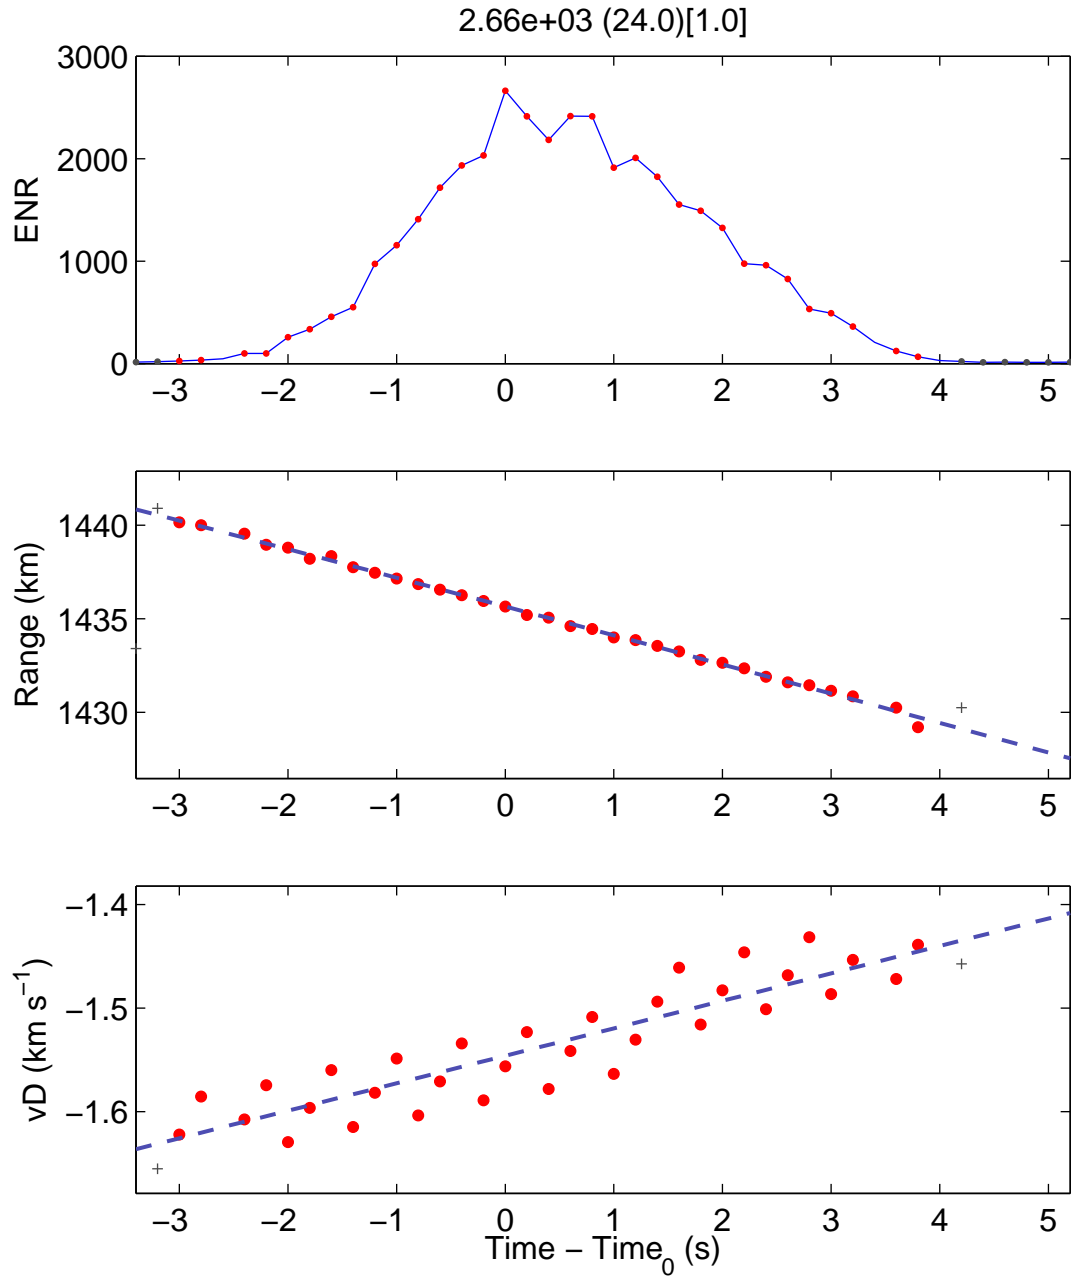 2.66e+03 (24.0)[1.0]
3000
2000
1000
0
ENR
−3 −2 −1 0 1 2 3 4 5
1440
1435
1430
Range (km)
−3 −2 −1 0 1 2 3 4 5
−1.4
−1.5
−1.6
vD (km s⁻¹)
−3 −2 −1 0 1 2 3 4 5
Time − Time₀ (s)